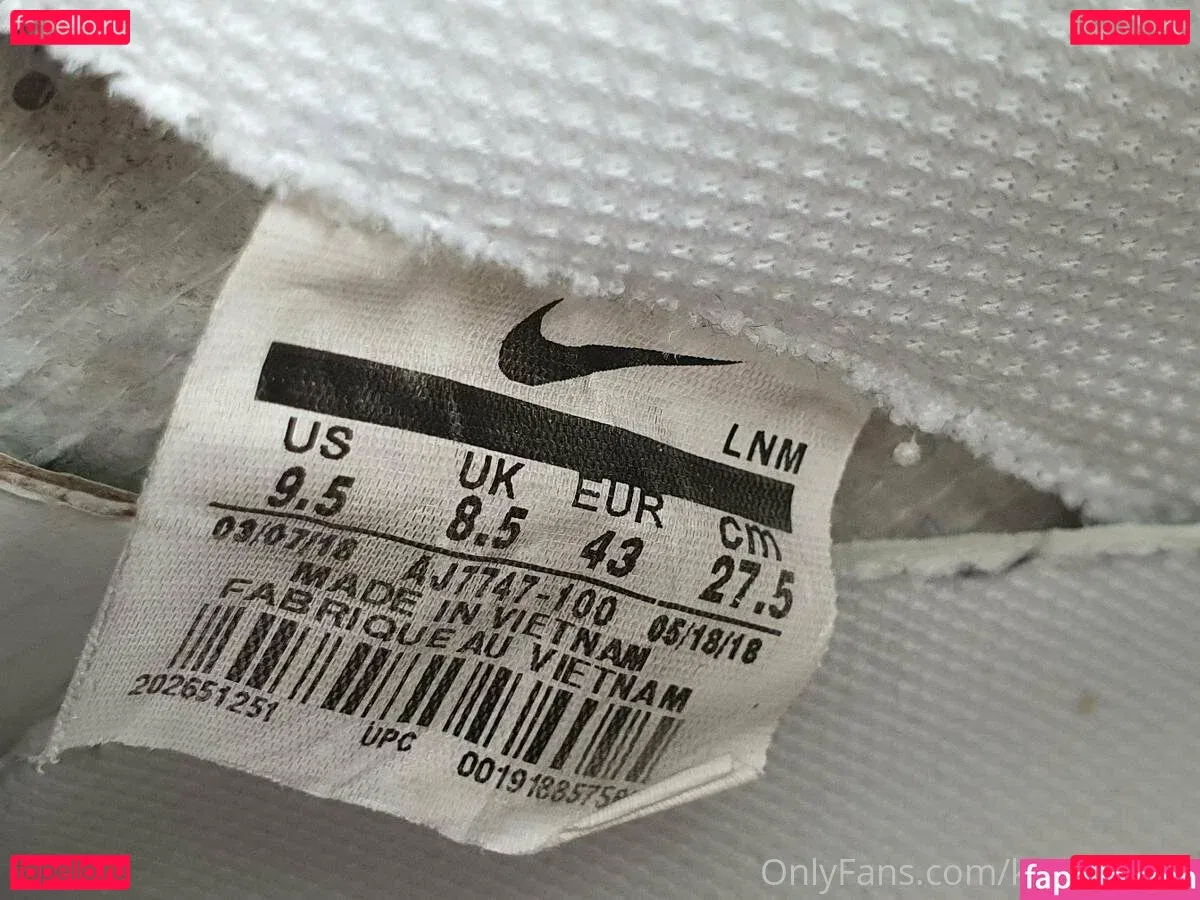 fapello.ru
fapello.ru
LNM
US UK EUR cm
9.5 8.5 43 27.5
03/07/18 AJ7747-100 05/18/18
MADE IN VIETNAM
FABRIQUE AU VIETNAM
202651251
UPC
00191885756
OnlyFans.com/k
fapello.ru
fap
fapello.ru